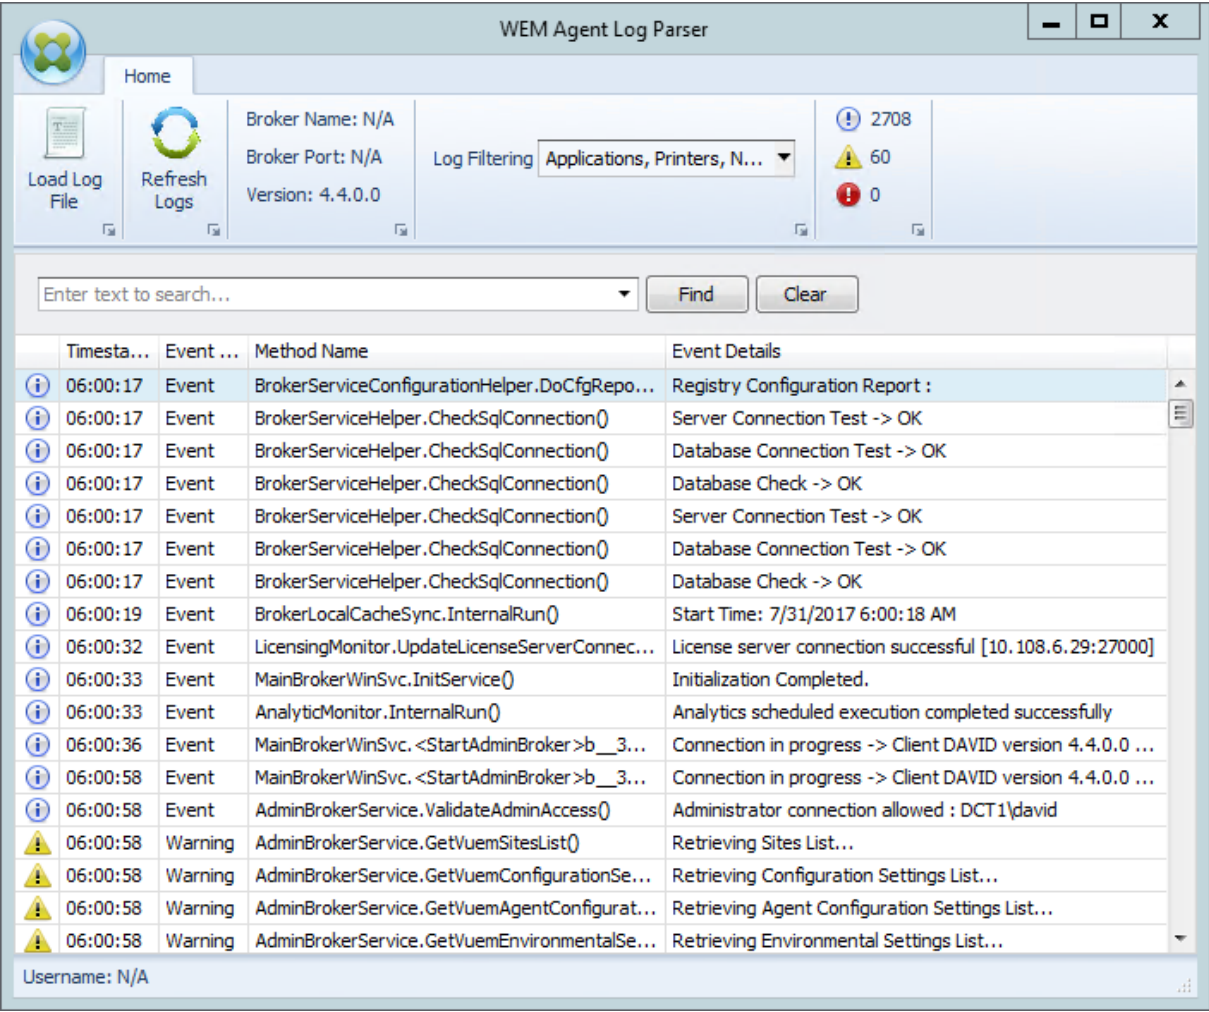 WEM Agent Log Parser
Home
Load Log File
Refresh Logs
Broker Name: N/A
Broker Port: N/A
Version: 4.4.0.0
Log Filtering Applications, Printers, N...
2708
60
0
Enter text to search...
Find
Clear
Timesta... Event ... Method Name Event Details
06:00:17 Event BrokerServiceConfigurationHelper.DoCfgRepo... Registry Configuration Report :
06:00:17 Event BrokerServiceHelper.CheckSqlConnection() Server Connection Test -> OK
06:00:17 Event BrokerServiceHelper.CheckSqlConnection() Database Connection Test -> OK
06:00:17 Event BrokerServiceHelper.CheckSqlConnection() Database Check -> OK
06:00:17 Event BrokerServiceHelper.CheckSqlConnection() Server Connection Test -> OK
06:00:17 Event BrokerServiceHelper.CheckSqlConnection() Database Connection Test -> OK
06:00:17 Event BrokerServiceHelper.CheckSqlConnection() Database Check -> OK
06:00:19 Event BrokerLocalCacheSync.InternalRun() Start Time: 7/31/2017 6:00:18 AM
06:00:32 Event LicensingMonitor.UpdateLicenseServerConnec... License server connection successful [10.108.6.29:27000]
06:00:33 Event MainBrokerWinSvc.InitService() Initialization Completed.
06:00:33 Event AnalyticMonitor.InternalRun() Analytics scheduled execution completed successfully
06:00:36 Event MainBrokerWinSvc.<StartAdminBroker>b__3... Connection in progress -> Client DAVID version 4.4.0.0 ...
06:00:58 Event MainBrokerWinSvc.<StartAdminBroker>b__3... Connection in progress -> Client DAVID version 4.4.0.0 ...
06:00:58 Event AdminBrokerService.ValidateAdminAccess() Administrator connection allowed : DCT1\david
06:00:58 Warning AdminBrokerService.GetVuemSitesList() Retrieving Sites List...
06:00:58 Warning AdminBrokerService.GetVuemConfigurationSe... Retrieving Configuration Settings List...
06:00:58 Warning AdminBrokerService.GetVuemAgentConfigurat... Retrieving Agent Configuration Settings List...
06:00:58 Warning AdminBrokerService.GetVuemEnvironmentalSe... Retrieving Environmental Settings List...
Username: N/A